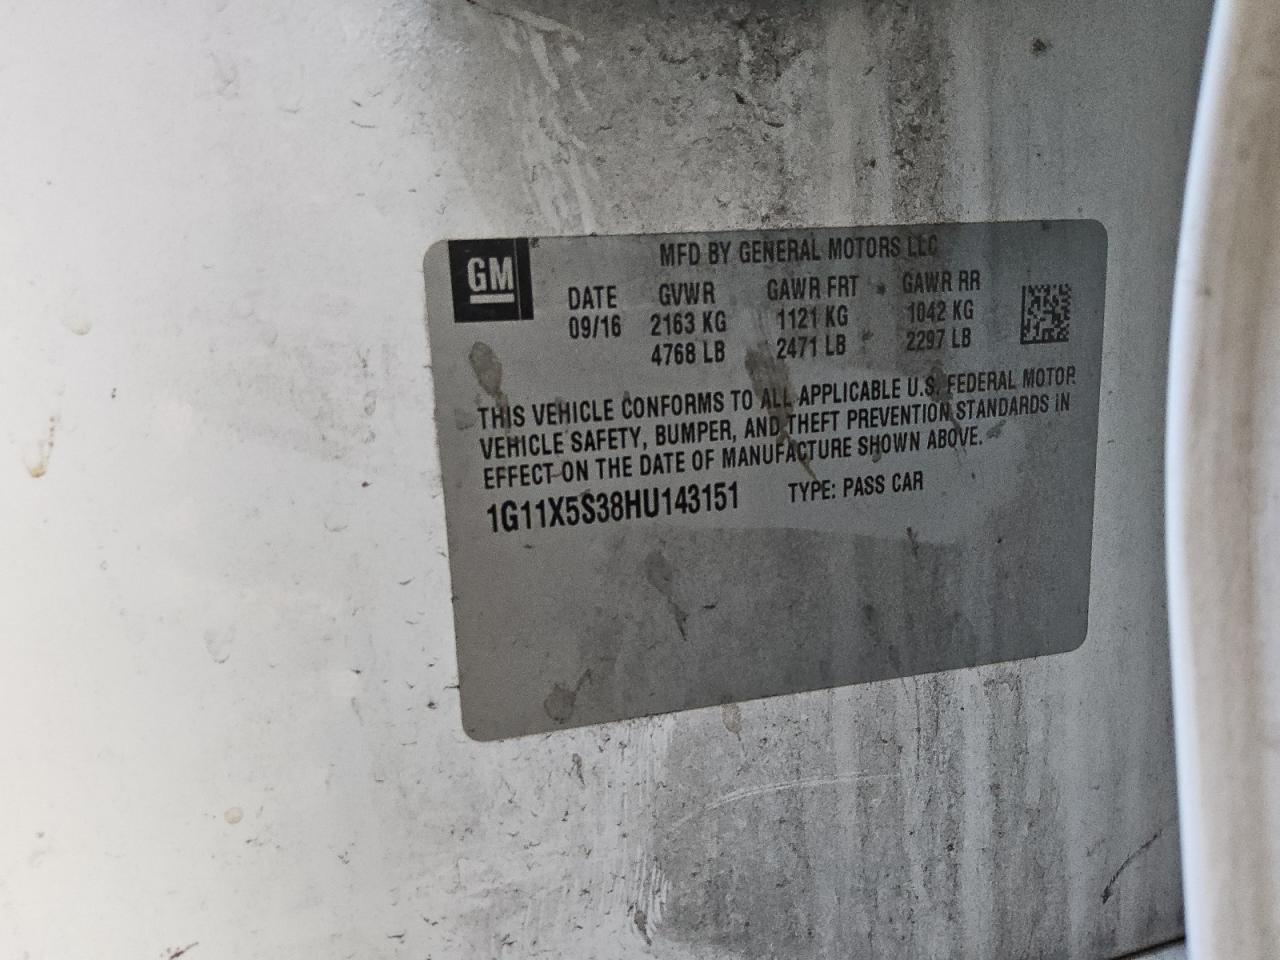 GM
MFD BY GENERAL MOTORS LLC
DATE GVWR GAWR FRT GAWR RR
09/16 2163 KG 1121 KG 1042 KG
4768 LB 2471 LB 2297 LB
THIS VEHICLE CONFORMS TO ALL APPLICABLE U.S. FEDERAL MOTOR
VEHICLE SAFETY, BUMPER, AND THEFT PREVENTION STANDARDS IN
EFFECT ON THE DATE OF MANUFACTURE SHOWN ABOVE.
1G11X5S38HU143151 TYPE: PASS CAR